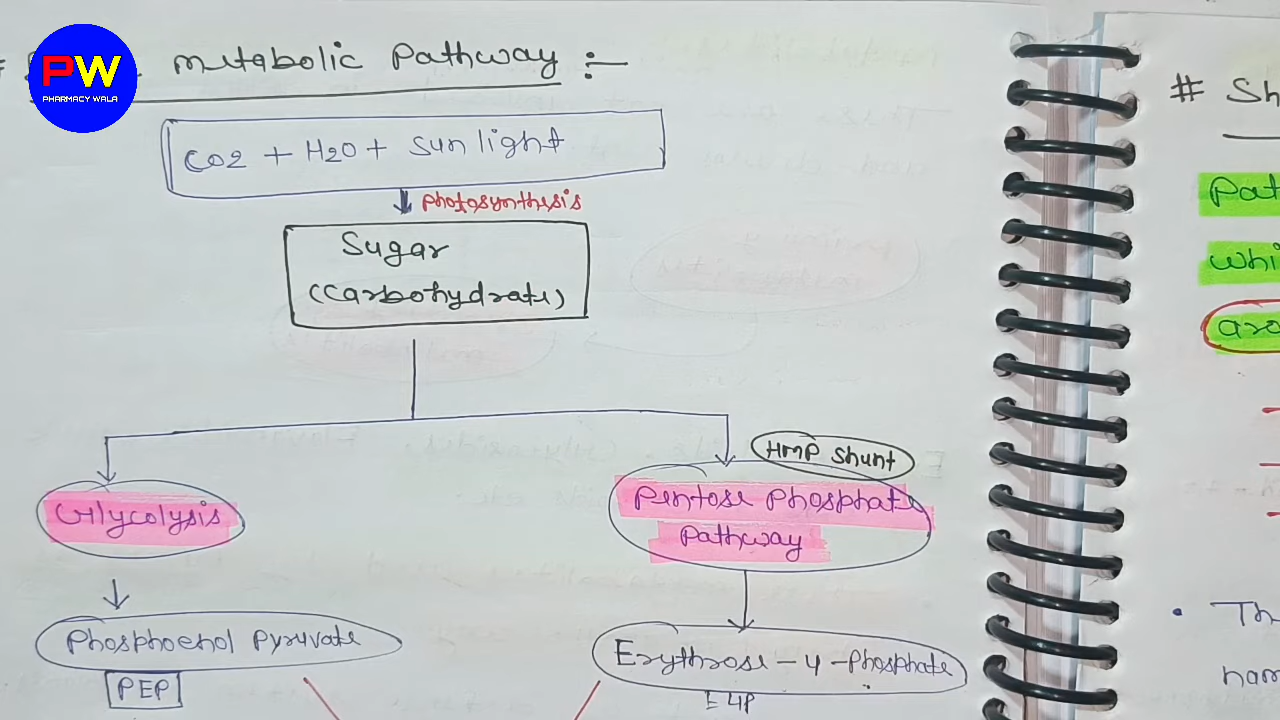 metabolic Pathway :-
PW
PHARMACY WALA
CO2 + H2O + Sunlight
Photosynthesis
Sugar
(Carbohydrate)
HMP Shunt
Glycolysis
Pentose Phosphate
Pathway
Phosphoenol Pyruvate
PEP
Erythrose-4-Phosphate
E4P
# Sh
Pat
whi
aro
• Th
nam